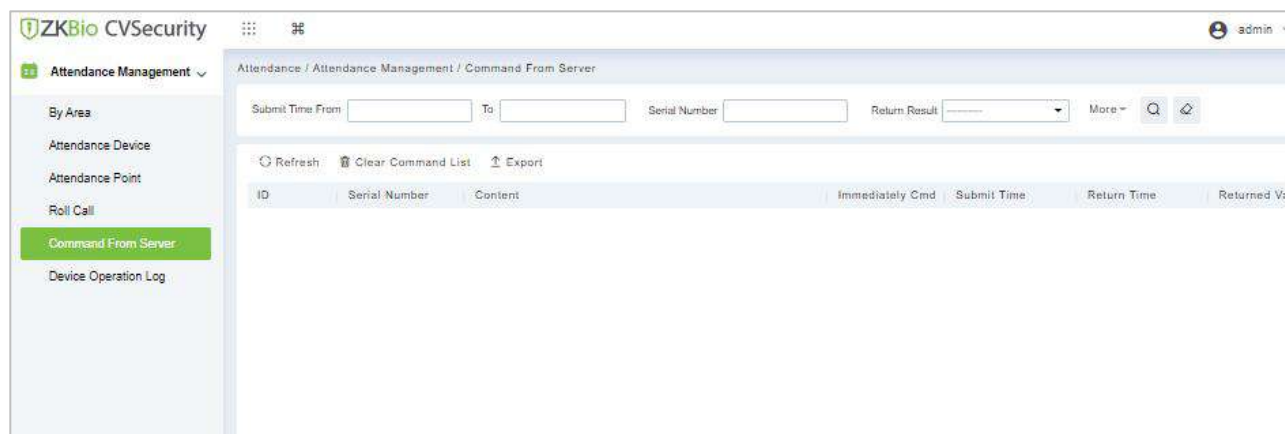 ZKBio CVSecurity
admin
Attendance Management
Attendance / Attendance Management / Command From Server
By Area
Attendance Device
Attendance Point
Roll Call
Command From Server
Device Operation Log
Submit Time From To Serial Number Return Result --------- More
Refresh Clear Command List Export
ID Serial Number Content Immediately Cmd Submit Time Return Time Returned Va